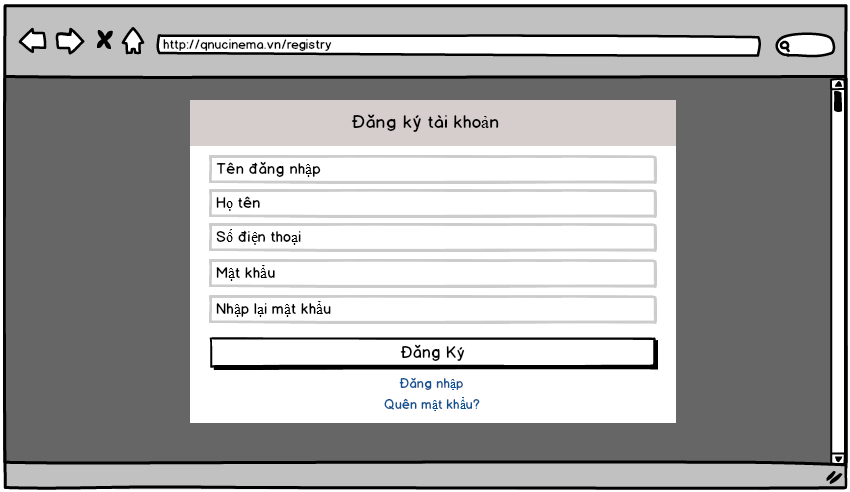 http://qnucinema.vn/registry
Đăng ký tài khoản
Tên đăng nhập
Họ tên
Số điện thoại
Mật khẩu
Nhập lại mật khẩu
Đăng Ký
Đăng nhập
Quên mật khẩu?